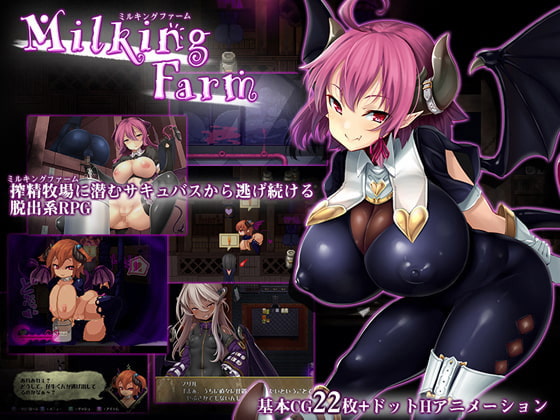 ミルキングファーム
Milking
Farm
ミルキングファーム
搾精牧場に潜むサキュバスから逃げ続ける
脱出系RPG
基本CG22枚+ドットHアニメーション